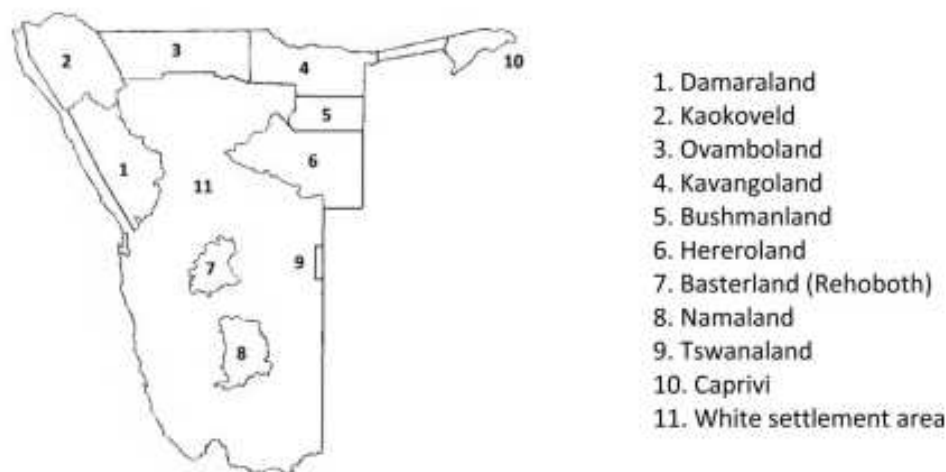 2
3
4
10
5
6
1
11
7
9
8
1. Damaraland
2. Kaokoveld
3. Ovamboland
4. Kavangoland
5. Bushmanland
6. Hereroland
7. Basterland (Rehoboth)
8. Namaland
9. Tswanaland
10. Caprivi
11. White settlement area